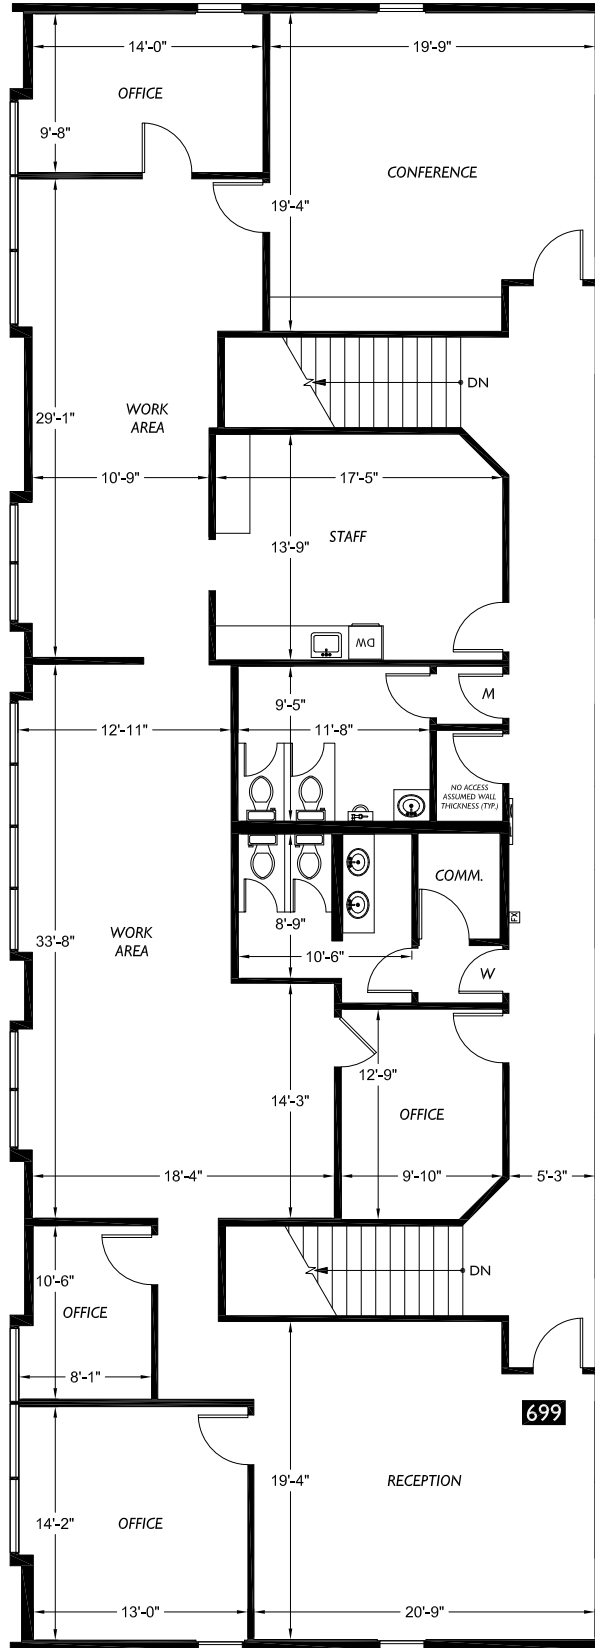 14'-0"
19'-9"
OFFICE
9'-8"
CONFERENCE
19'-4"
DN
WORK
AREA
29'-1"
10'-9"
17'-5"
STAFF
13'-9"
DW
M
9'-5"
12'-11"
11'-8"
NO ACCESS
ASSUMED WALL
THICKNESS (TYP.)
COMM.
FX
8'-9"
WORK
AREA
33'-8"
10'-6"
W
12'-9"
14'-3"
OFFICE
18'-4"
9'-10"
5'-3"
DN
10'-6"
OFFICE
8'-1"
699
19'-4"
RECEPTION
14'-2"
OFFICE
13'-0"
20'-9"